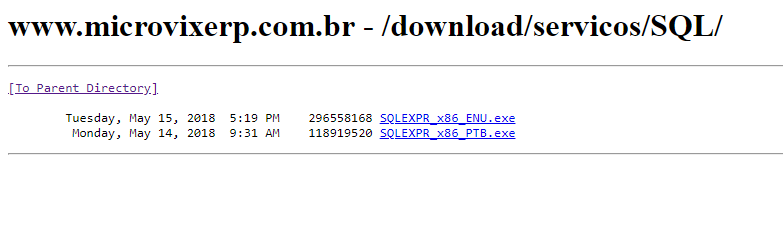 www.microvixerp.com.br - /download/servicos/SQL/
[To Parent Directory]
Tuesday, May 15, 2018 5:19 PM 296558168 SQLEXPR_x86_ENU.exe
Monday, May 14, 2018 9:31 AM 118919520 SQLEXPR_x86_PTB.exe